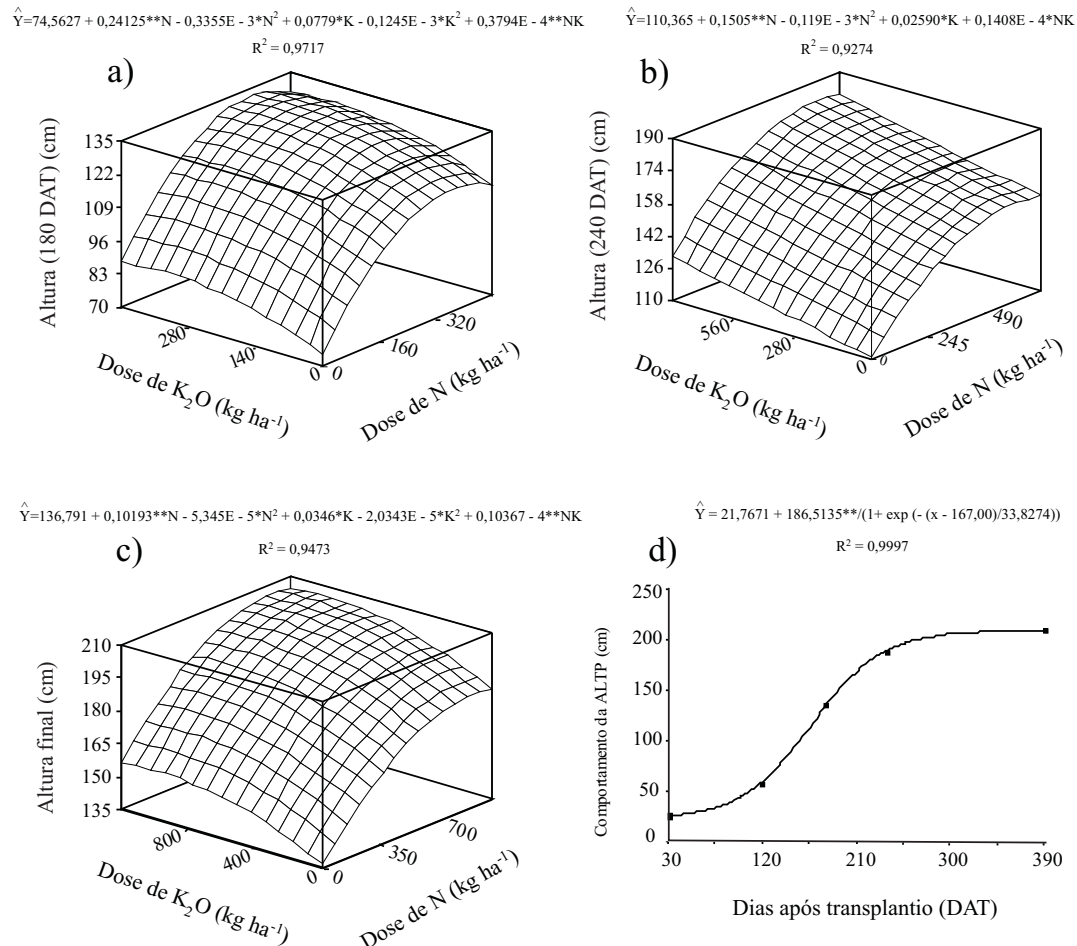 Ŷ=74,5627 + 0,24125**N - 0,3355E - 3*N² + 0,0779*K - 0,1245E - 3*K² + 0,3794E - 4**NK
R² = 0,9717
a)
Altura (180 DAT) (cm)
135
122
109
96
83
70
280
140
0
0
160
320
Dose de K₂O (kg ha⁻¹)
Dose de N (kg ha⁻¹)
Ŷ=110,365 + 0,1505**N - 0,119E - 3*N² + 0,02590*K + 0,1408E - 4*NK
R² = 0,9274
b)
Altura (240 DAT) (cm)
190
174
158
142
126
110
560
280
0
0
245
490
Dose de K₂O (kg ha⁻¹)
Dose de N (kg ha⁻¹)
Ŷ=136,791 + 0,10193**N - 5,345E - 5*N² + 0,0346*K - 2,0343E - 5*K² + 0,10367 - 4**NK
R² = 0,9473
c)
Altura final (cm)
210
195
180
165
150
135
800
400
0
0
350
700
Dose de K₂O (kg ha⁻¹)
Dose de N (kg ha⁻¹)
Ŷ = 21,7671 + 186,5135**/(1+ exp (- (x - 167,00)/33,8274))
R² = 0,9997
d)
Comportamento da ALTP (cm)
250
200
150
100
50
0
30
120
210
300
390
Dias após transplantio (DAT)